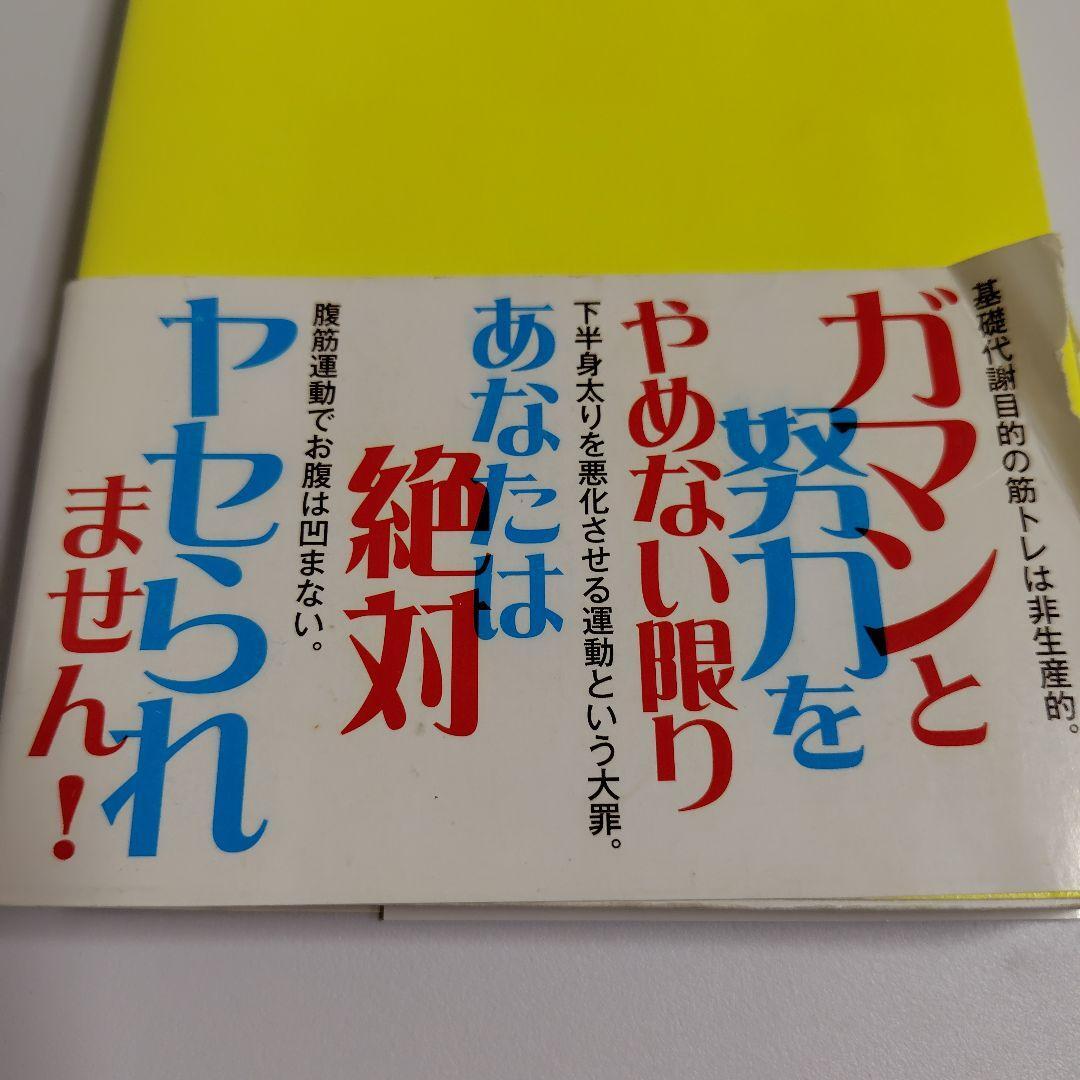 基礎代謝目的の筋トレは非生産的。
ガマンと
努力を
やめない限り
下半身太りを悪化させる運動という大罪。
あなたは
絶対
腹筋運動でお腹は凹まない。
ヤセられ
ません!